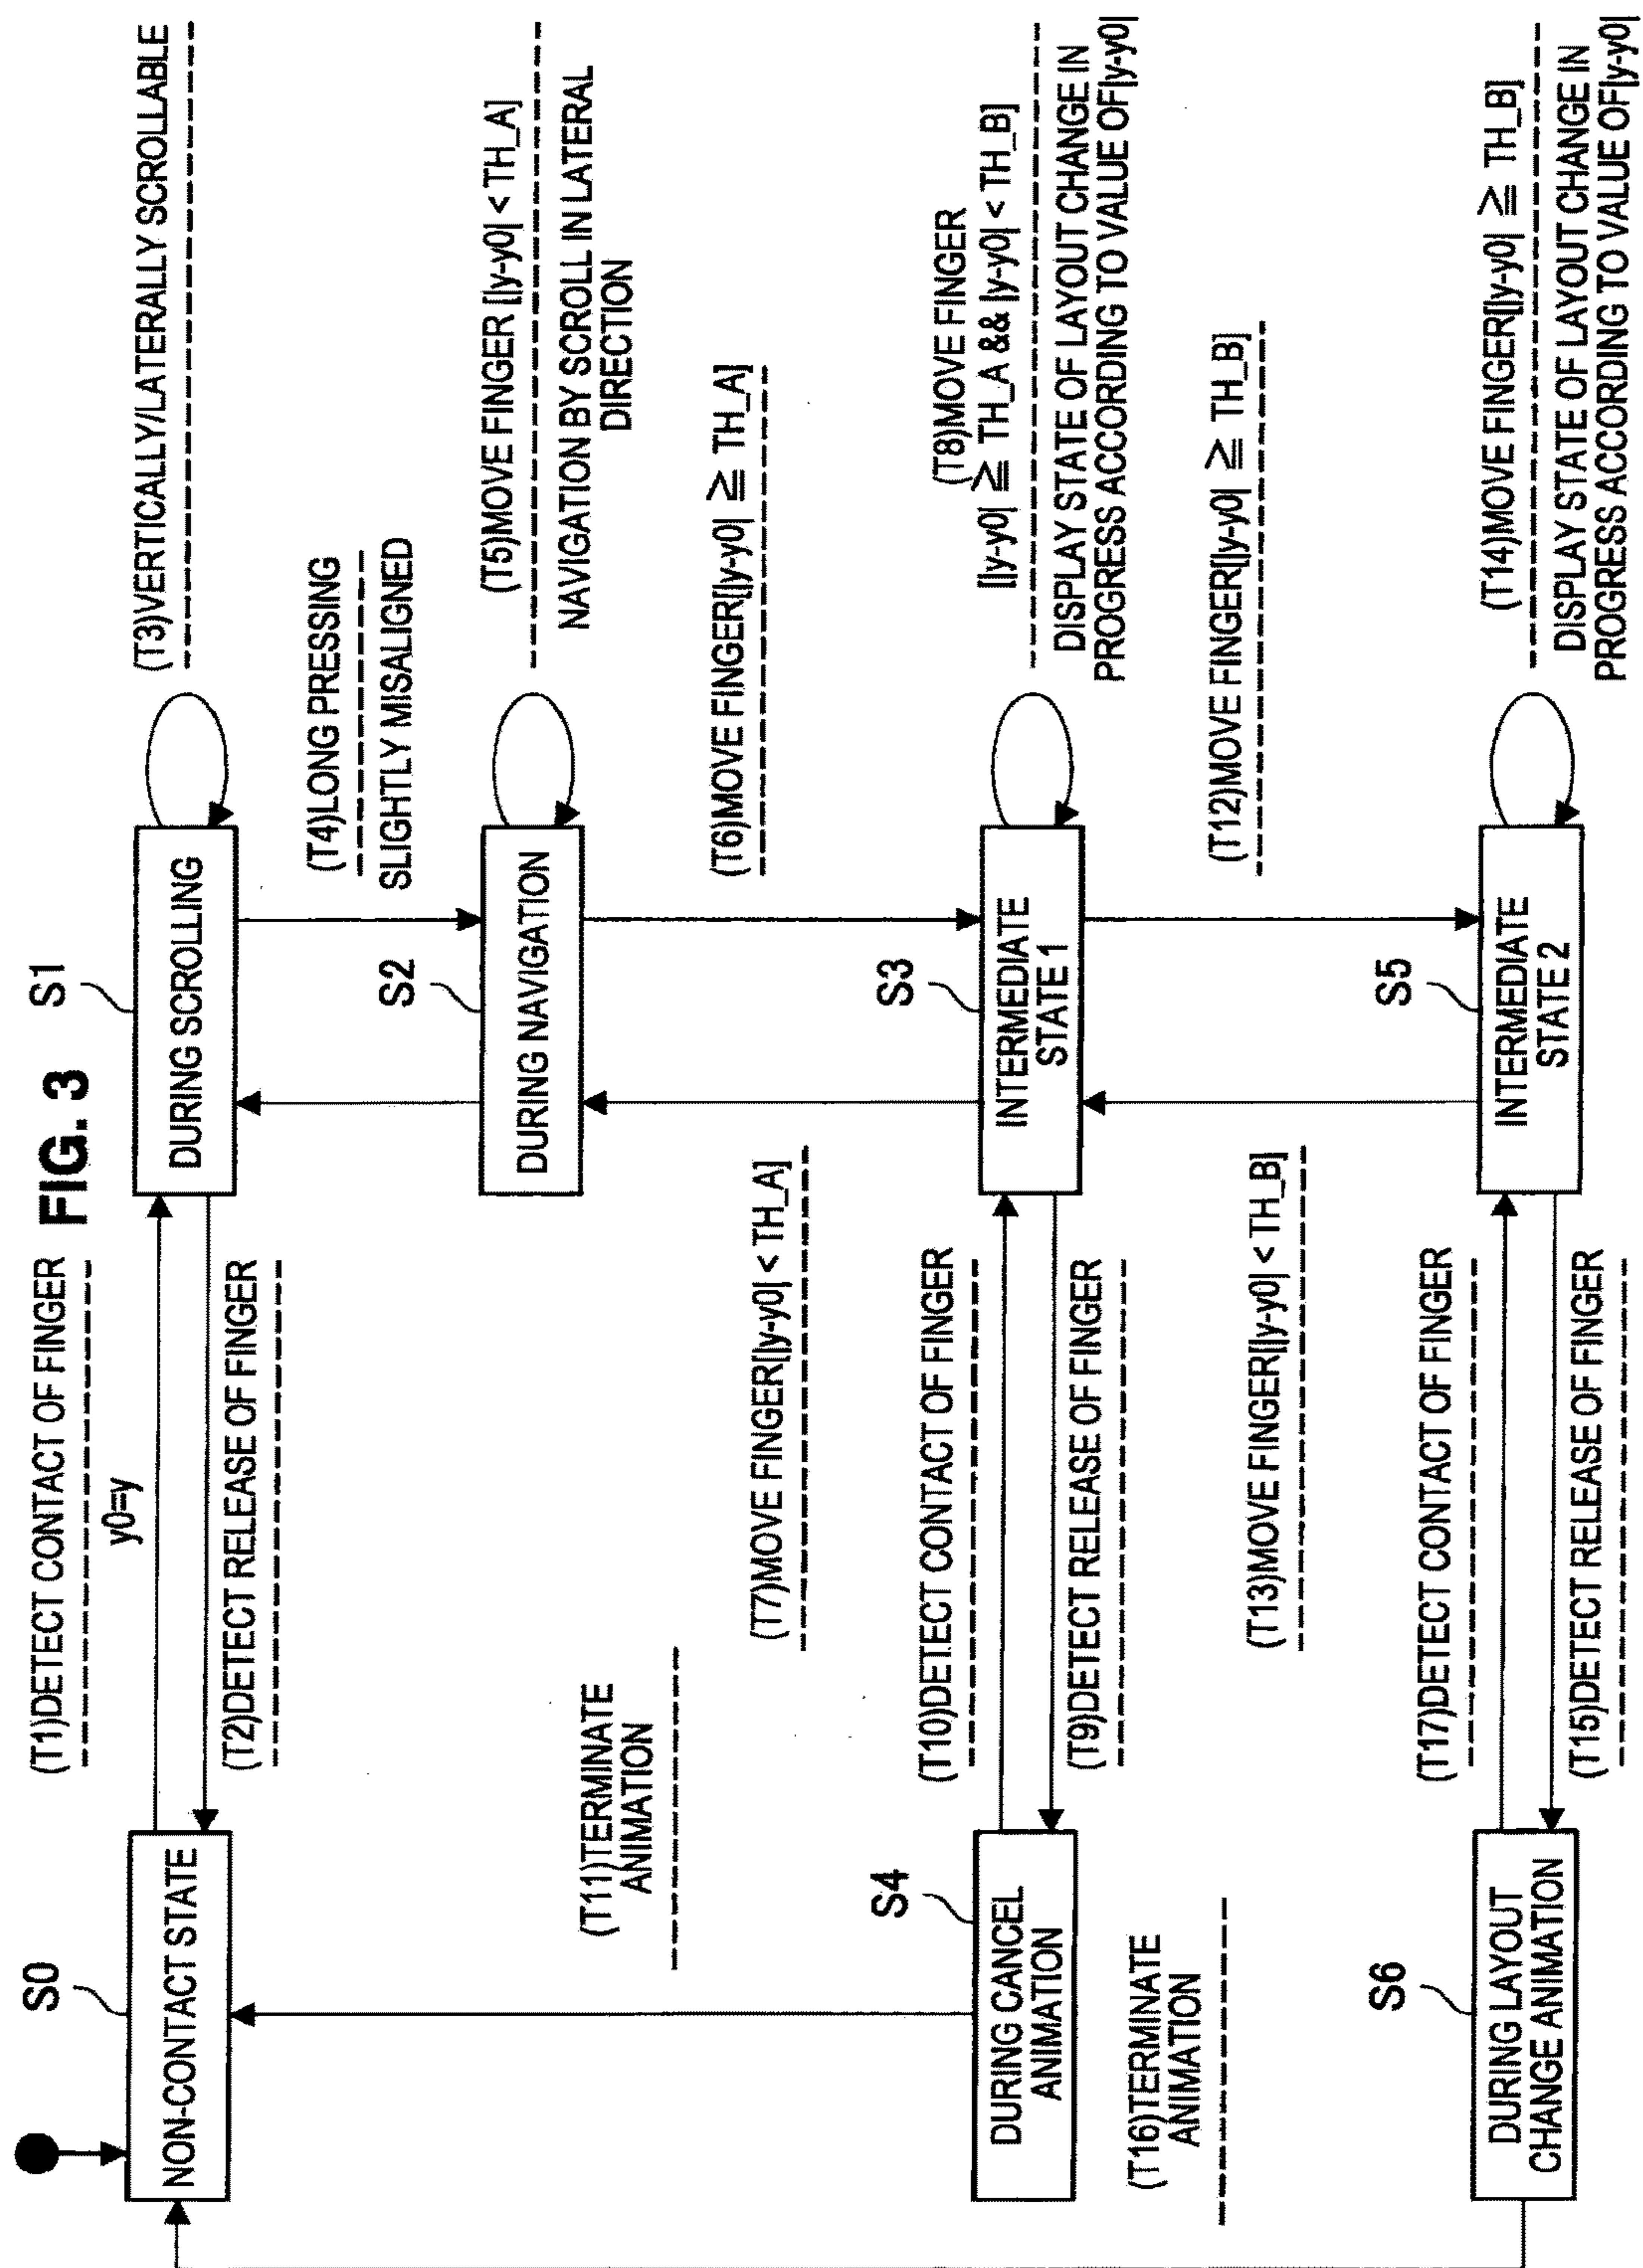 FIG. 3
(T1)DETECT CONTACT OF FINGER
y0=y
(T2)DETECT RELEASE OF FINGER
S0
NON-CONTACT STATE
S1
DURING SCROLLING
(T3)VERTICALLY/LATERALLY SCROLLABLE
(T4)LONG PRESSING
SLIGHTLY MISALIGNED
S2
DURING NAVIGATION
(T5)MOVE FINGER [|y-y0| < TH_A]
NAVIGATION BY SCROLL IN LATERAL
DIRECTION
(T11)TERMINATE
ANIMATION
(T7)MOVE FINGER[|y-y0| < TH_A]
(T6)MOVE FINGER[|y-y0| ≧ TH_A]
S4
DURING CANCEL
ANIMATION
(T10)DETECT CONTACT OF FINGER
(T9)DETECT RELEASE OF FINGER
S3
INTERMEDIATE
STATE 1
(T8)MOVE FINGER
[|y-y0| ≧ TH_A && |y-y0| < TH_B]
DISPLAY STATE OF LAYOUT CHANGE IN
PROGRESS ACCORDING TO VALUE OF|y-y0|
(T16)TERMINATE
ANIMATION
(T13)MOVE FINGER[|y-y0| < TH_B]
(T12)MOVE FINGER[|y-y0| ≧ TH_B]
S6
DURING LAYOUT
CHANGE ANIMATION
(T17)DETECT CONTACT OF FINGER
(T15)DETECT RELEASE OF FINGER
S5
INTERMEDIATE
STATE 2
(T14)MOVE FINGER[|y-y0| ≧ TH_B]
DISPLAY STATE OF LAYOUT CHANGE IN
PROGRESS ACCORDING TO VALUE OF|y-y0|